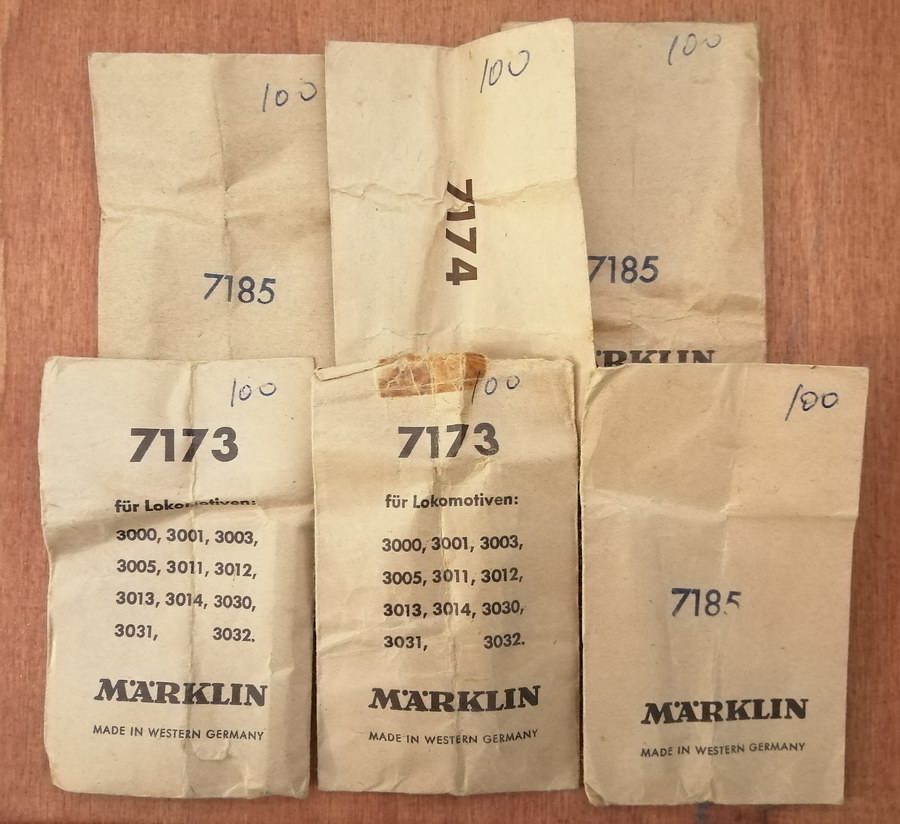 100
7185
100
7174
100
7185
RKLIN
100
7173
für Lokomotiven:
3000, 3001, 3003,
3005, 3011, 3012,
3013, 3014, 3030,
3031, 3032.
MÄRKLIN
MADE IN WESTERN GERMANY
100
7173
für Lokomotiven:
3000, 3001, 3003,
3005, 3011, 3012,
3013, 3014, 3030,
3031, 3032.
MÄRKLIN
MADE IN WESTERN GERMANY
100
7185
MÄRKLIN
MADE IN WESTERN GERMANY